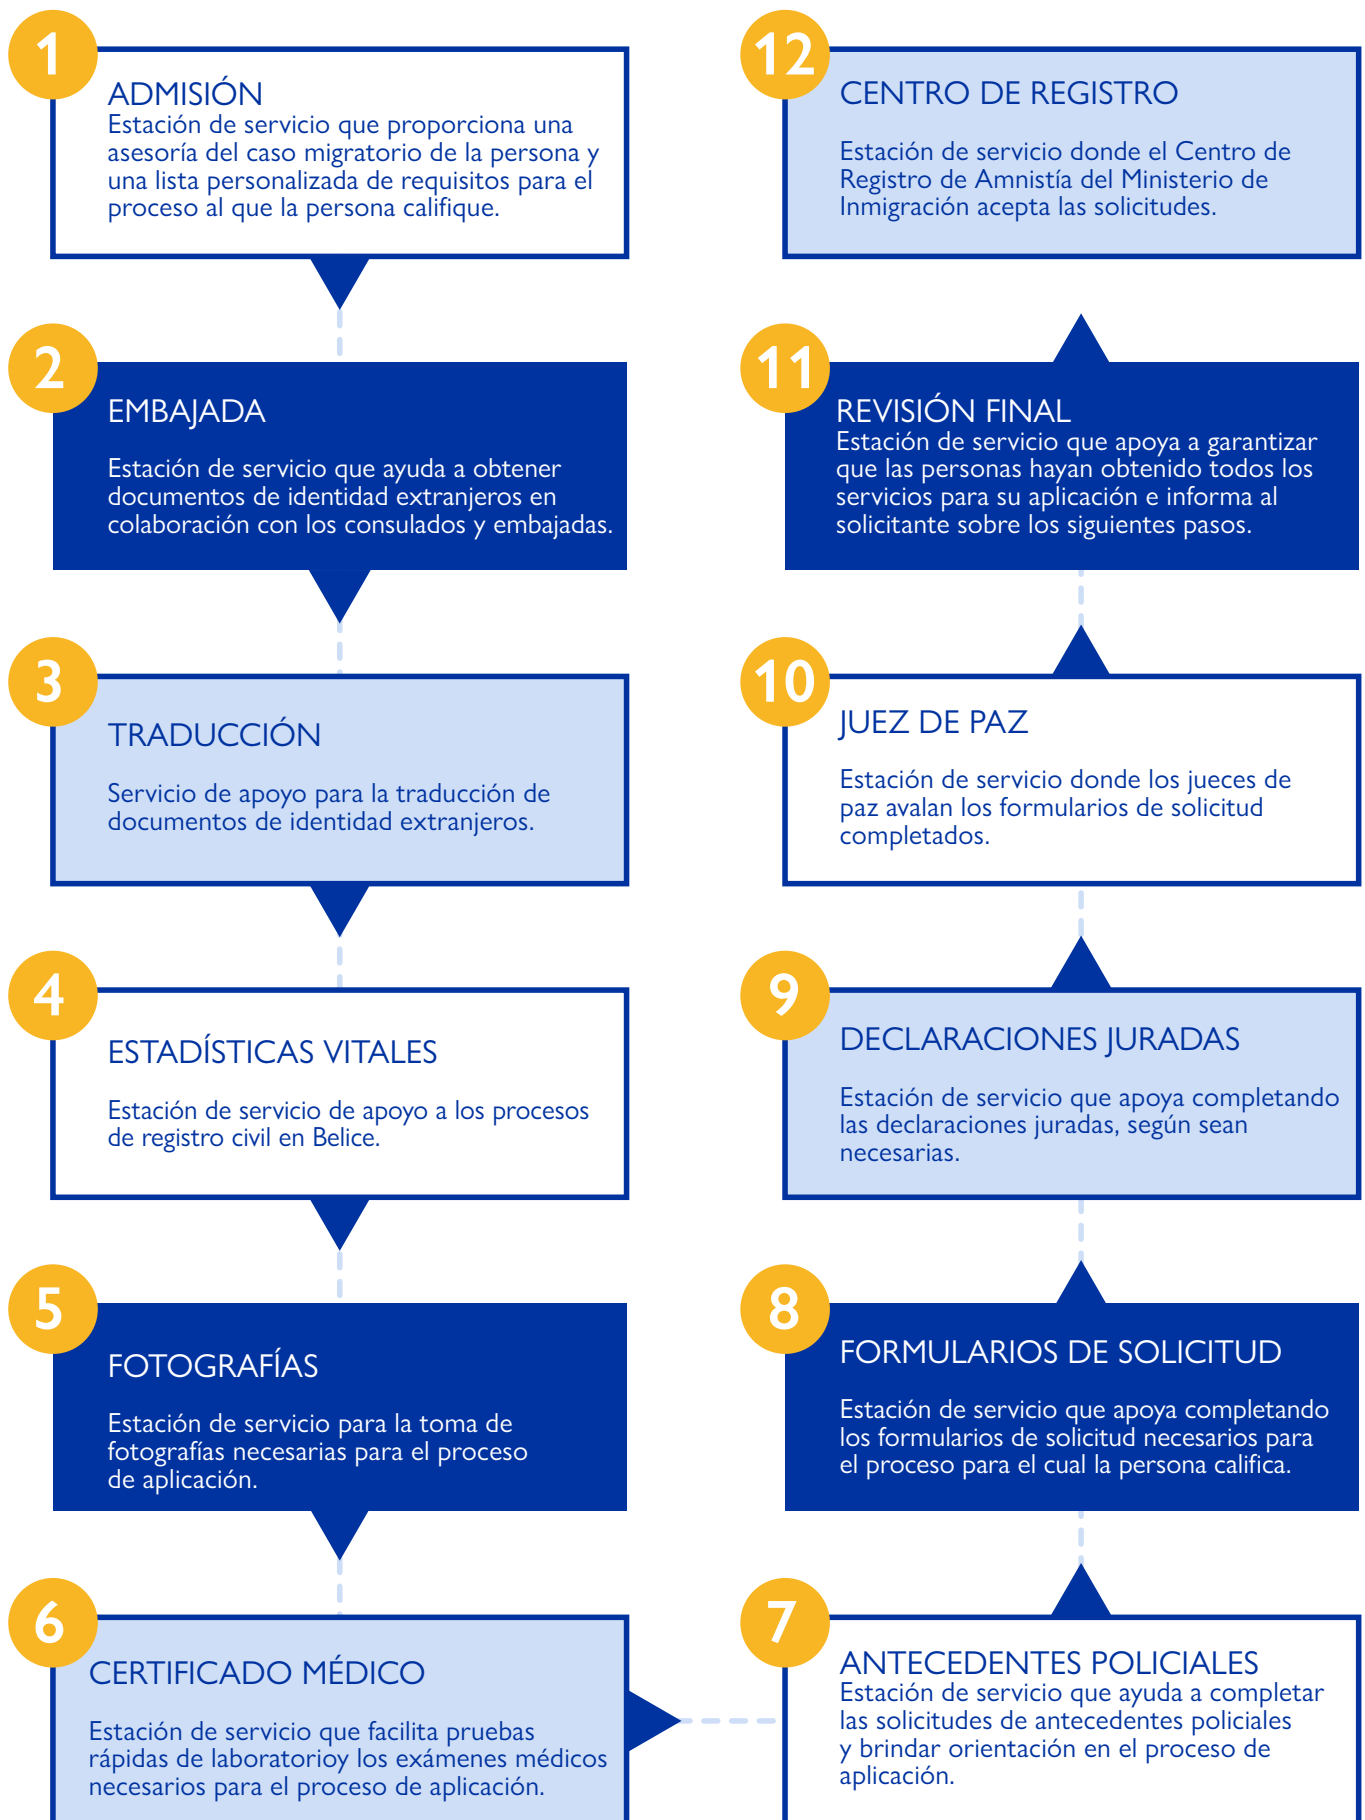 1
ADMISIÓN
Estación de servicio que proporciona una
asesoría del caso migratorio de la persona y
una lista personalizada de requisitos para el
proceso al que la persona califique.
2
EMBAJADA
Estación de servicio que ayuda a obtener
documentos de identidad extranjeros en
colaboración con los consulados y embajadas.
3
TRADUCCIÓN
Servicio de apoyo para la traducción de
documentos de identidad extranjeros.
4
ESTADÍSTICAS VITALES
Estación de servicio de apoyo a los procesos
de registro civil en Belice.
5
FOTOGRAFÍAS
Estación de servicio para la toma de
fotografías necesarias para el proceso
de aplicación.
6
CERTIFICADO MÉDICO
Estación de servicio que facilita pruebas
rápidas de laboratorioy los exámenes médicos
necesarios para el proceso de aplicación.
7
ANTECEDENTES POLICIALES
Estación de servicio que ayuda a completar
las solicitudes de antecedentes policiales
y brindar orientación en el proceso de
aplicación.
8
FORMULARIOS DE SOLICITUD
Estación de servicio que apoya completando
los formularios de solicitud necesarios para
el proceso para el cual la persona califica.
9
DECLARACIONES JURADAS
Estación de servicio que apoya completando
las declaraciones juradas, según sean
necesarias.
10
JUEZ DE PAZ
Estación de servicio donde los jueces de
paz avalan los formularios de solicitud
completados.
11
REVISIÓN FINAL
Estación de servicio que apoya a garantizar
que las personas hayan obtenido todos los
servicios para su aplicación e informa al
solicitante sobre los siguientes pasos.
12
CENTRO DE REGISTRO
Estación de servicio donde el Centro de
Registro de Amnistía del Ministerio de
Inmigración acepta las solicitudes.